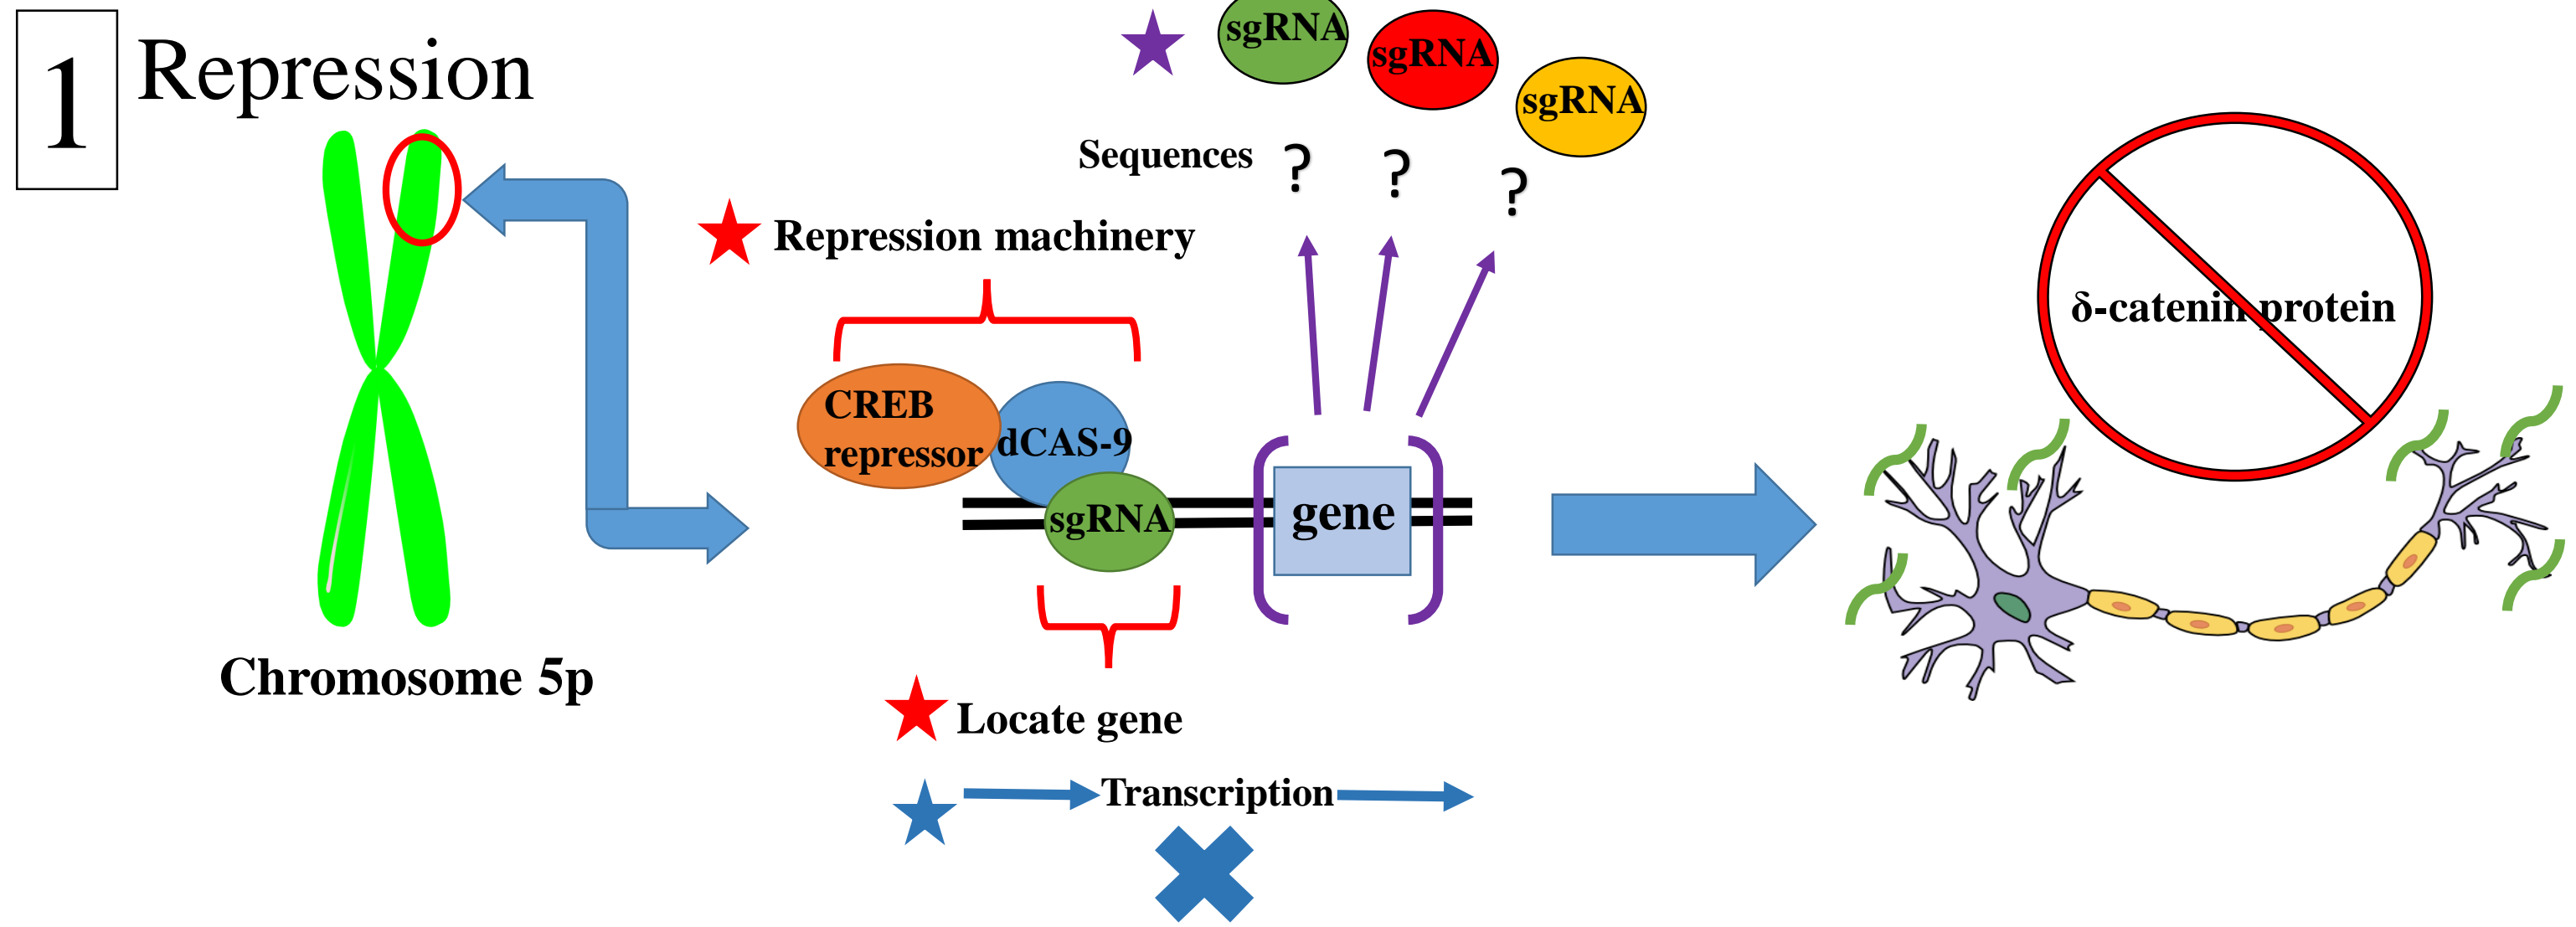 1
Repression
sgRNA
sgRNA
sgRNA
Sequences ? ? ?
Repression machinery
CREB
repressor
dCAS-9
sgRNA
gene
δ-catenin protein
Chromosome 5p
Locate gene
Transcription